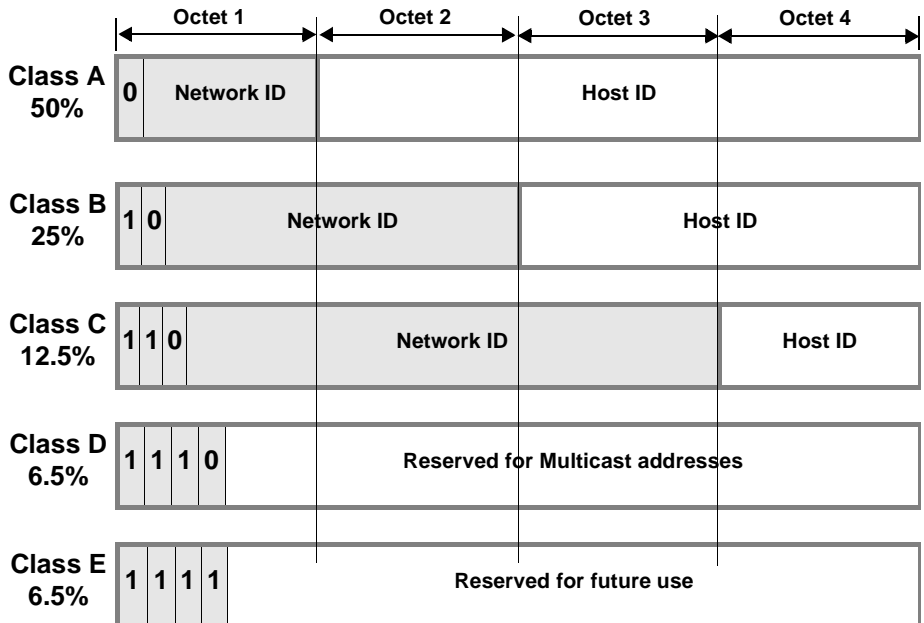 Octet 1 Octet 2 Octet 3 Octet 4
Class A
50%
0 Network ID Host ID
Class B
25%
1 0 Network ID Host ID
Class C
12.5%
1 1 0 Network ID Host ID
Class D
6.5%
1 1 1 0 Reserved for Multicast addresses
Class E
6.5%
1 1 1 1 Reserved for future use